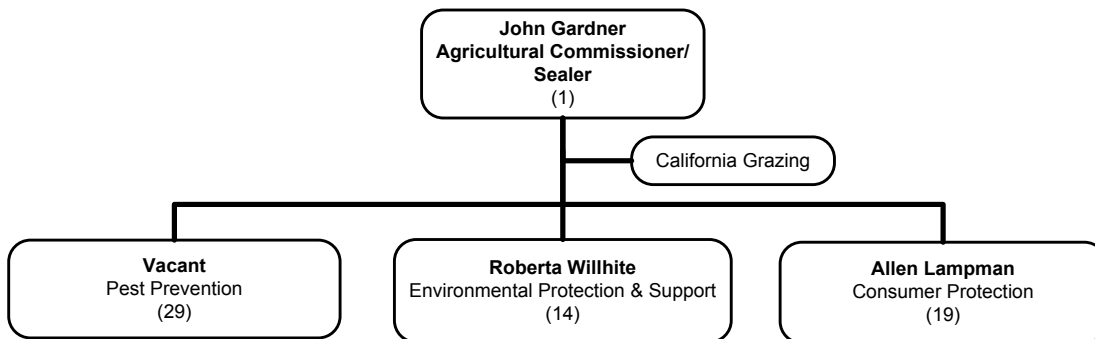 John Gardner
Agricultural Commissioner/
Sealer
(1)
California Grazing
Vacant
Pest Prevention
(29)
Roberta Willhite
Environmental Protection & Support
(14)
Allen Lampman
Consumer Protection
(19)